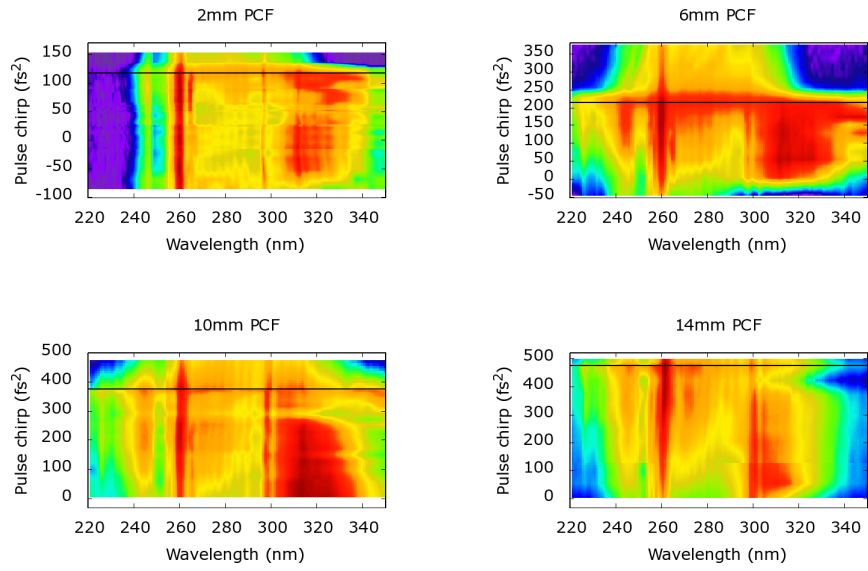 2mm PCF
150
100
50
0
-50
-100
Pulse chirp (fs²)
220 240 260 280 300 320 340
Wavelength (nm)
6mm PCF
350
300
250
200
150
100
50
0
-50
Pulse chirp (fs²)
220 240 260 280 300 320 340
Wavelength (nm)
10mm PCF
500
400
300
200
100
0
Pulse chirp (fs²)
220 240 260 280 300 320 340
Wavelength (nm)
14mm PCF
500
400
300
200
100
0
Pulse chirp (fs²)
220 240 260 280 300 320 340
Wavelength (nm)